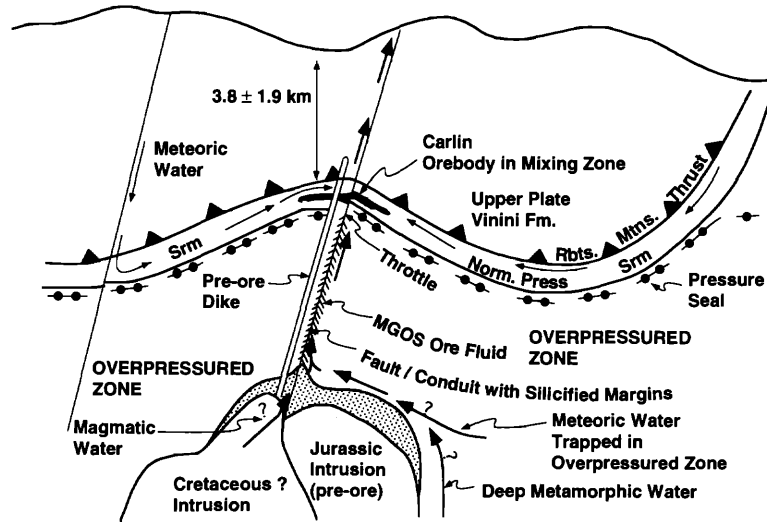 3.8 ± 1.9 km
Meteoric
Water
Carlin
Orebody in Mixing Zone
Upper Plate
Vinini Fm.
Rbts. Mtns. Thrust
Srm
Norm. Press
Srm
Throttle
Pre-ore
Dike
Pressure
Seal
MGOS Ore Fluid
OVERPRESSURED
ZONE
OVERPRESSURED
ZONE
Fault / Conduit with Silicified Margins
?
?
Magmatic
Water
Meteoric Water
Trapped in
Overpressured Zone
Jurassic
Intrusion
(pre-ore)
?
Cretaceous ?
Intrusion
Deep Metamorphic Water